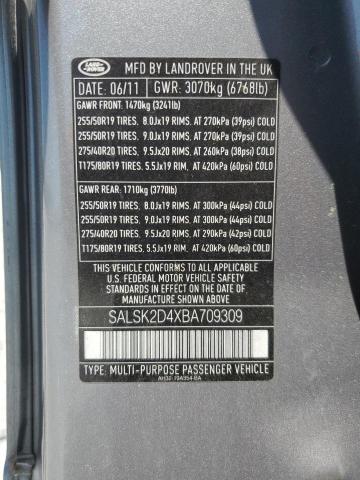 LAND-
ROVER
MFD BY LANDROVER IN THE UK
DATE: 06/11 GWR: 3070kg (6768lb)
GAWR FRONT: 1470kg (3241lb)
255/50R19 TIRES, 8.0Jx19 RIMS, AT 270kPa (39psi) COLD
255/50R19 TIRES, 9.0Jx19 RIMS, AT 270kPa (39psi) COLD
275/40R20 TIRES, 9.5Jx20 RIMS, AT 260kPa (38psi) COLD
T175/80R19 TIRES, 5.5Jx19 RIM, AT 420kPa (60psi) COLD
GAWR REAR: 1710kg (3770lb)
255/50R19 TIRES, 8.0Jx19 RIMS, AT 300kPa (44psi) COLD
255/50R19 TIRES, 9.0Jx19 RIMS, AT 300kPa (44psi) COLD
275/40R20 TIRES, 9.5Jx20 RIMS, AT 290kPa (42psi) COLD
T175/80R19 TIRES, 5.5Jx19 RIM, AT 420kPa (60psi) COLD
THIS VEHICLE CONFORMS TO ALL APPLICABLE
U.S. FEDERAL MOTOR VEHICLE SAFETY
AND THEFT PREVENTION STANDARDS IN EFFECT
ON THE DATE OF MANUFACTURE SHOWN ABOVE
SALSK2D4XBA709309
TYPE: MULTI-PURPOSE PASSENGER VEHICLE